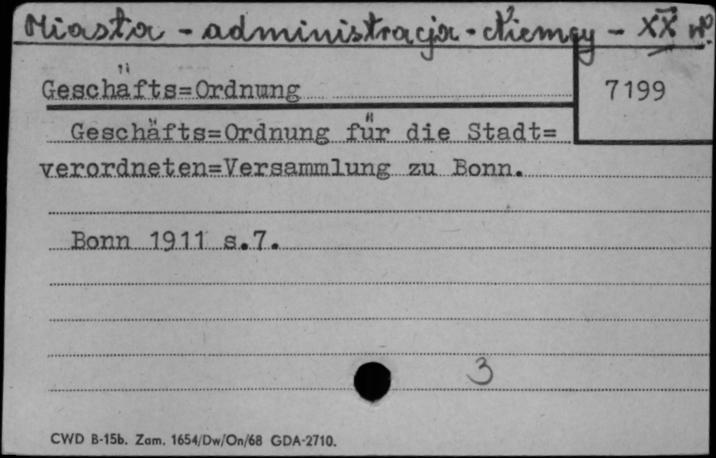 Miasta - administracja - Niemcy - XX w.
Geschäfts=Ordnung
7199
Geschäfts=Ordnung für die Stadt=
verordneten=Versammlung zu Bonn.
Bonn 1911 s.7.
3
CWD B-15b. Zam. 1654/Dw/On/68 GDA-2710.